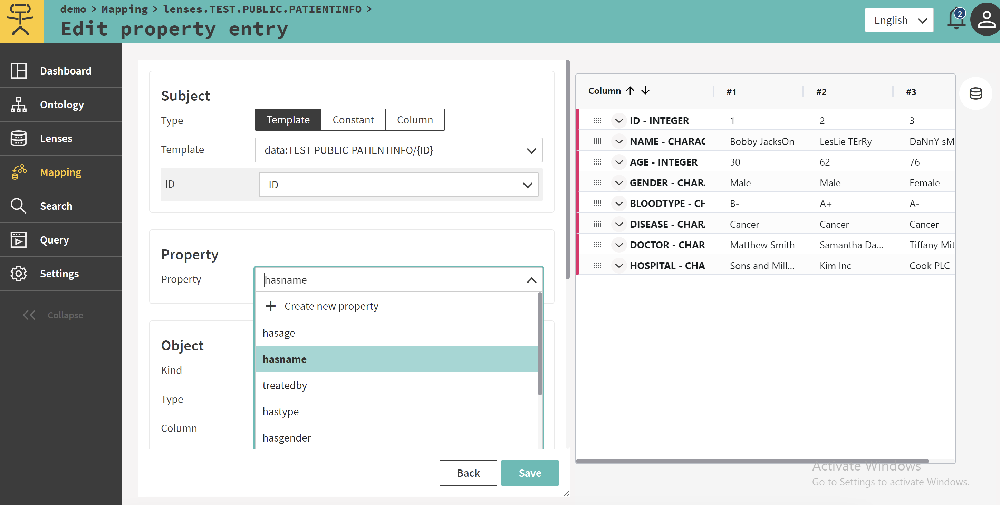 demo > Mapping > lenses.TEST.PUBLIC.PATIENTINFO >
Edit property entry
English
2
Dashboard
Ontology
Lenses
Mapping
Search
Query
Settings
Collapse
Subject
Type
Template Constant Column
Template
data:TEST-PUBLIC-PATIENTINFO/{ID}
ID
ID
Property
Property
hasname
Create new property
hasage
hasname
treatedby
hastype
hasgender
Object
Kind
Type
Column
Back
Save
Column #1 #2 #3
ID - INTEGER 1 2 3
NAME - CHARAC Bobby JacksOn LesLie TErRy DaNnY sM
AGE - INTEGER 30 62 76
GENDER - CHAR Male Male Female
BLOODTYPE - CH B- A+ A-
DISEASE - CHAR Cancer Cancer Cancer
DOCTOR - CHAR Matthew Smith Samantha Da... Tiffany Mit
HOSPITAL - CHA Sons and Mill... Kim Inc Cook PLC
Activate Windows
Go to Settings to activate Windows.